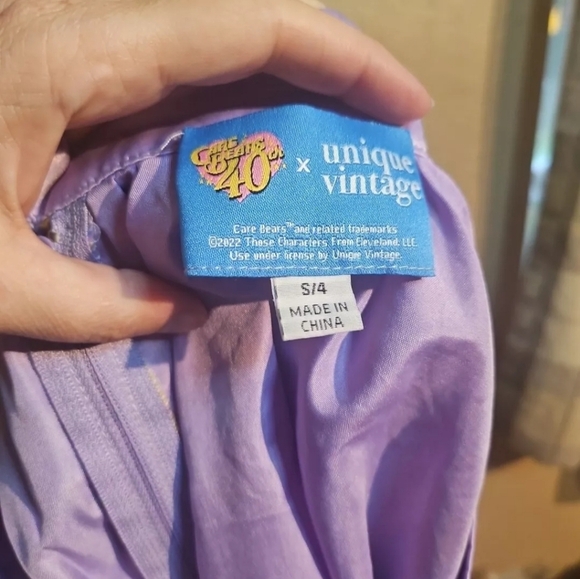 Care Bears 40th x unique vintage
Care Bears™ and related trademarks
©2022 Those Characters From Cleveland, LLC.
Use under license by Unique Vintage.
S/4
MADE IN
CHINA